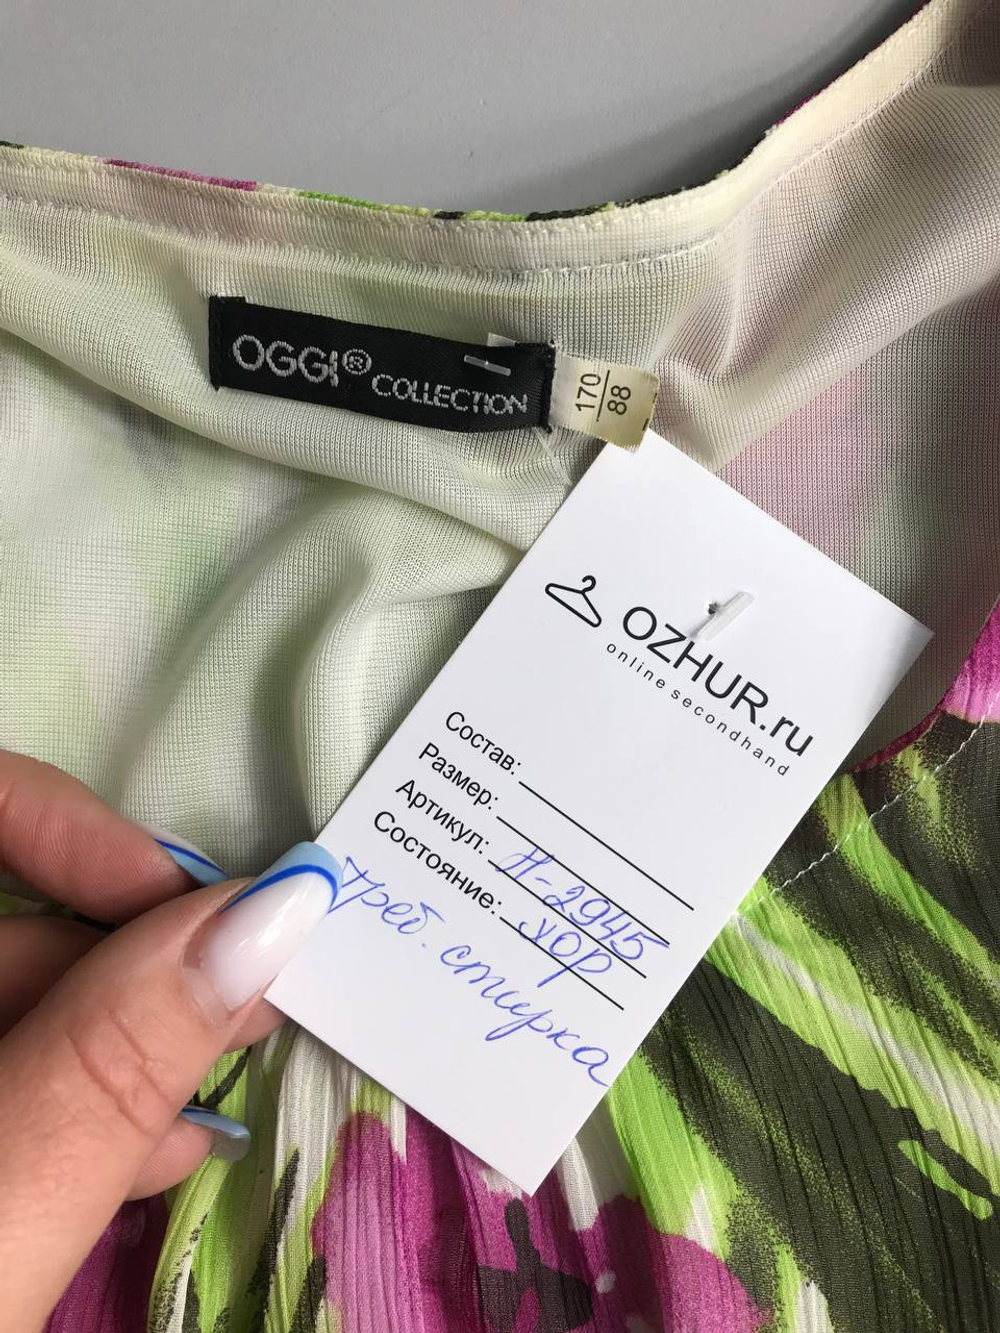 OGGI® COLLECTION
170
88
OZHUR.ru
online secondhand
Состав:
Размер:
Артикул: Н-2945
Состояние: хор
треб. стирка